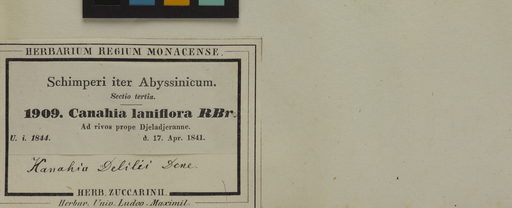 HERBARIUM REGIUM MONACENSE.
Schimperi iter Abyssinicum.
Sectio tertia.
1909. Canahia laniflora RBr.
Ad rivos prope Djeladjeranne.
U. i. 1844. d. 17. Apr. 1841.
Kanahia Delilëi Dcne.
HERB. ZUCCARINII.
Herbar. Univ. Ludov. Maximil.